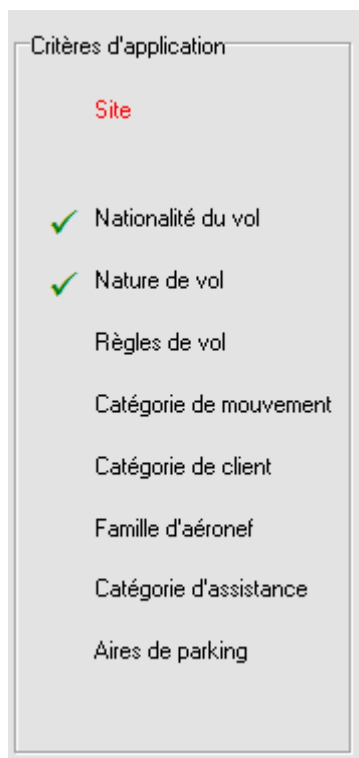 Critères d'application
Site
Nationalité du vol
Nature de vol
Règles de vol
Catégorie de mouvement
Catégorie de client
Famille d'aéronef
Catégorie d'assistance
Aires de parking